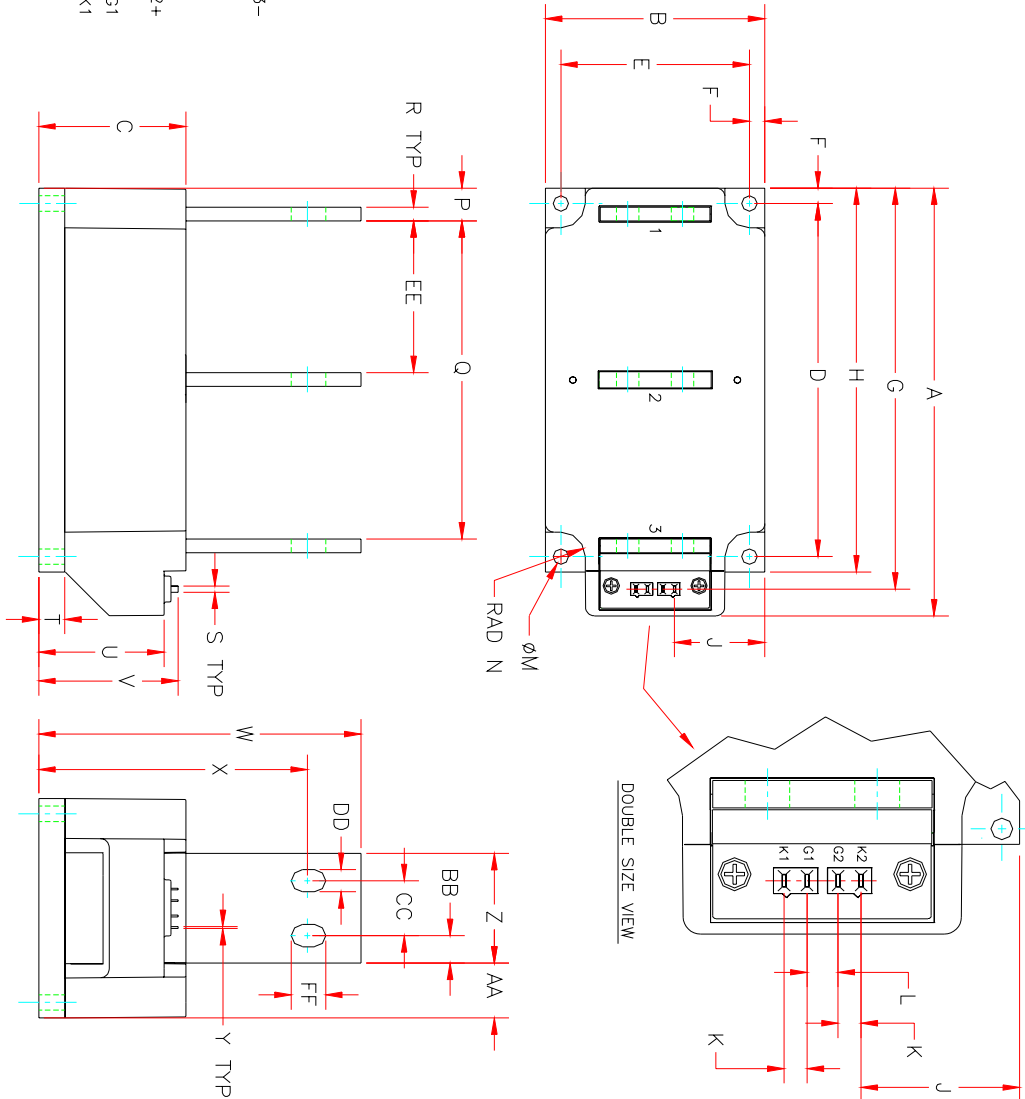 B
E
F
F
D
H
G
A
1
2
3
RAD N
øM
J
DOUBLE SIZE VIEW
K1
G1
G2
K2
L
K
K
J
C
R TYP
P
EE
Q
T
U
V
S TYP
W
X
DD
BB
CC
Z
AA
FF
Y TYP
3-
2+
G1
K1